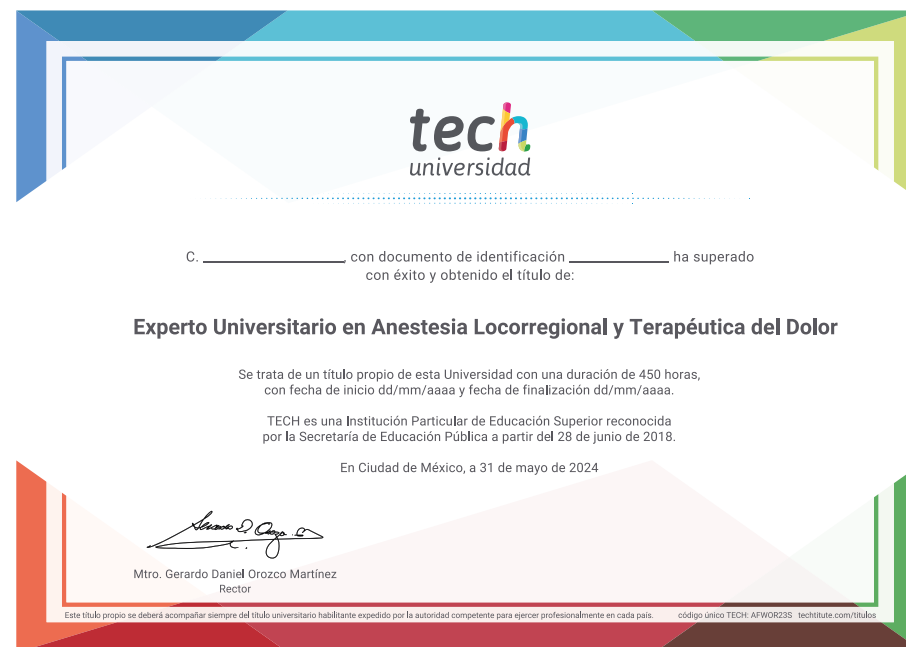 tech
universidad
C. ____________, con documento de identificación ____________ ha superado
con éxito y obtenido el título de:
Experto Universitario en Anestesia Locorregional y Terapéutica del Dolor
Se trata de un título propio de esta Universidad con una duración de 450 horas,
con fecha de inicio dd/mm/aaaa y fecha de finalización dd/mm/aaaa.
TECH es una Institución Particular de Educación Superior reconocida
por la Secretaría de Educación Pública a partir del 28 de junio de 2018.
En Ciudad de México, a 31 de mayo de 2024
Mtro. Gerardo Daniel Orozco Martínez
Rector
Este título propio se deberá acompañar siempre del título universitario habilitante expedido por la autoridad competente para ejercer profesionalmente en cada país. código único TECH: AFWOR23S techtitute.com/titulos